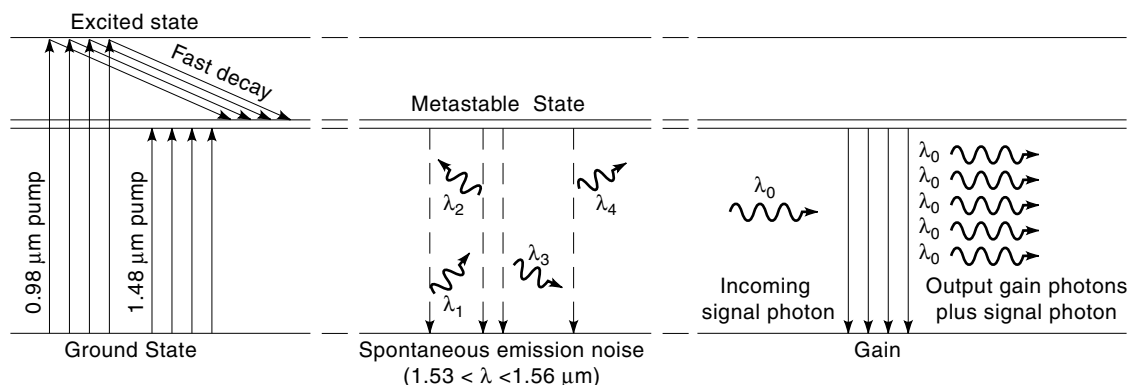 Excited state
Fast decay
0.98 μm pump
1.48 μm pump
Ground State
Metastable State
λ2
λ4
λ1
λ3
Spontaneous emission noise
(1.53 < λ <1.56 μm)
λ0
Incoming
signal photon
λ0
λ0
λ0
λ0
λ0
Output gain photons
plus signal photon
Gain